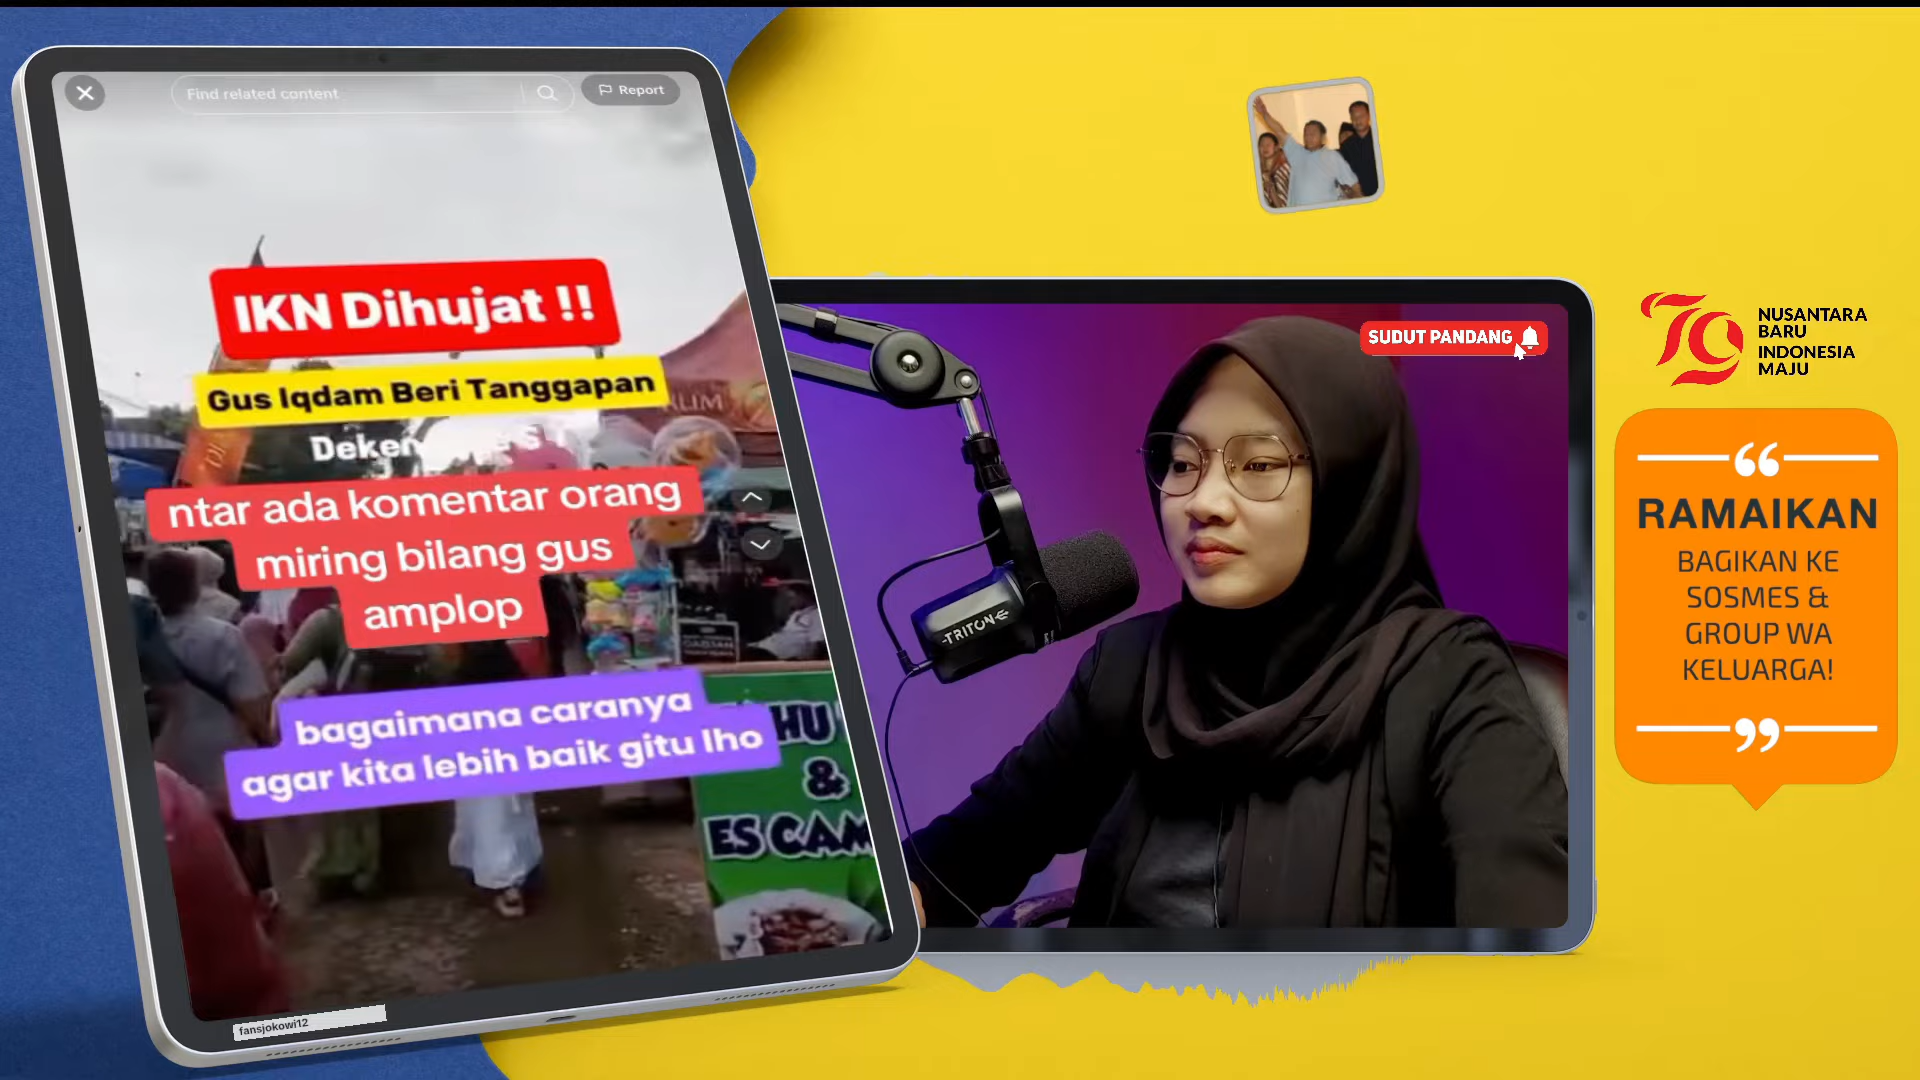 Find related content
Report
IKN Dihujat !!
Gus Iqdam Beri Tanggapan
ntar ada komentar orang
miring bilang gus
amplop
bagaimana caranya
agar kita lebih baik gitu lho
&
ES CAM
fansjokowi12
SUDUT PANDANG
TRITON
79
NUSANTARA
BARU
INDONESIA
MAJU
“
RAMAIKAN
BAGIKAN KE
SOSMES &
GROUP WA
KELUARGA!
”